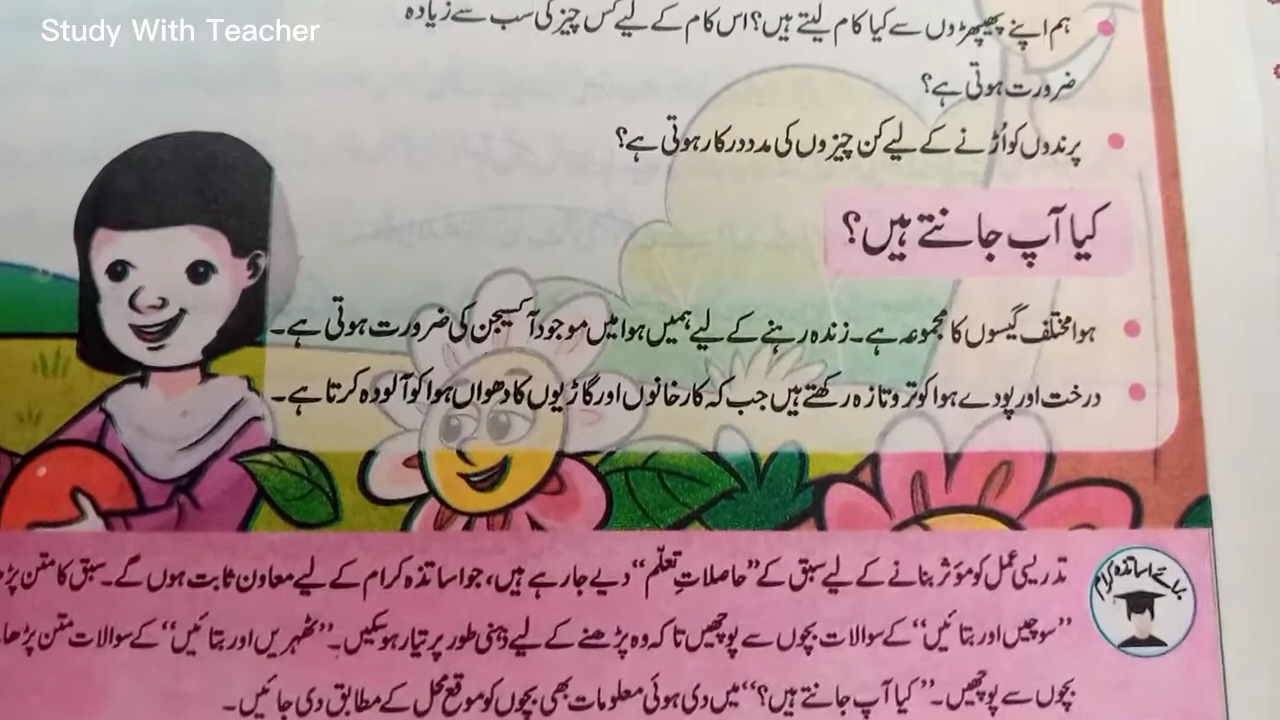 Study With Teacher
ہم اپنے پھیپھڑوں سے کیا کام لیتے ہیں؟ اس کام کے لیے کس چیز کی سب سے زیادہ
ضرورت ہوتی ہے؟
پرندوں کو اُڑنے کے لیے کن چیزوں کی مدد درکار ہوتی ہے؟
کیا آپ جانتے ہیں؟
ہوا مختلف گیسوں کا مجموعہ ہے۔ زندہ رہنے کے لیے ہمیں ہوا میں موجود آکسیجن کی ضرورت ہوتی ہے۔
درخت اور پودے ہوا کو تر و تازہ رکھتے ہیں جب کہ کارخانوں اور گاڑیوں کا دھواں ہوا کو آلودہ کرتا ہے۔
برائے اساتذہ کرام
تدریسی عمل کو مؤثر بنانے کے لیے سبق کے ”حاصلاتِ تعلّم“ دیے جا رہے ہیں، جو اساتذہ کرام کے لیے معاون ثابت ہوں گے۔ سبق کا متن
”سوچیں اور بتائیں“ کے سوالات بچوں سے پوچھیں تاکہ وہ پڑھنے کے لیے ذہنی طور پر تیار ہو سکیں۔ ”ٹھہریں اور بتائیں“ کے سوالات متن
بچوں سے پوچھیں۔ ”کیا آپ جانتے ہیں؟“ میں دی ہوئی معلومات بھی بچوں کو موقع محل کے مطابق دی جائیں۔